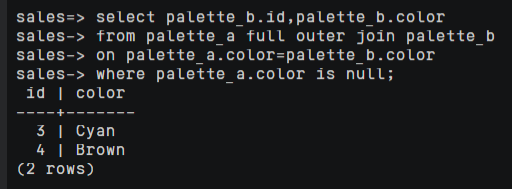 sales=> select palette_b.id,palette_b.color
sales-> from palette_a full outer join palette_b
sales-> on palette_a.color=palette_b.color
sales-> where palette_a.color is null;
 id | color
----+-------
  3 | Cyan
  4 | Brown
(2 rows)